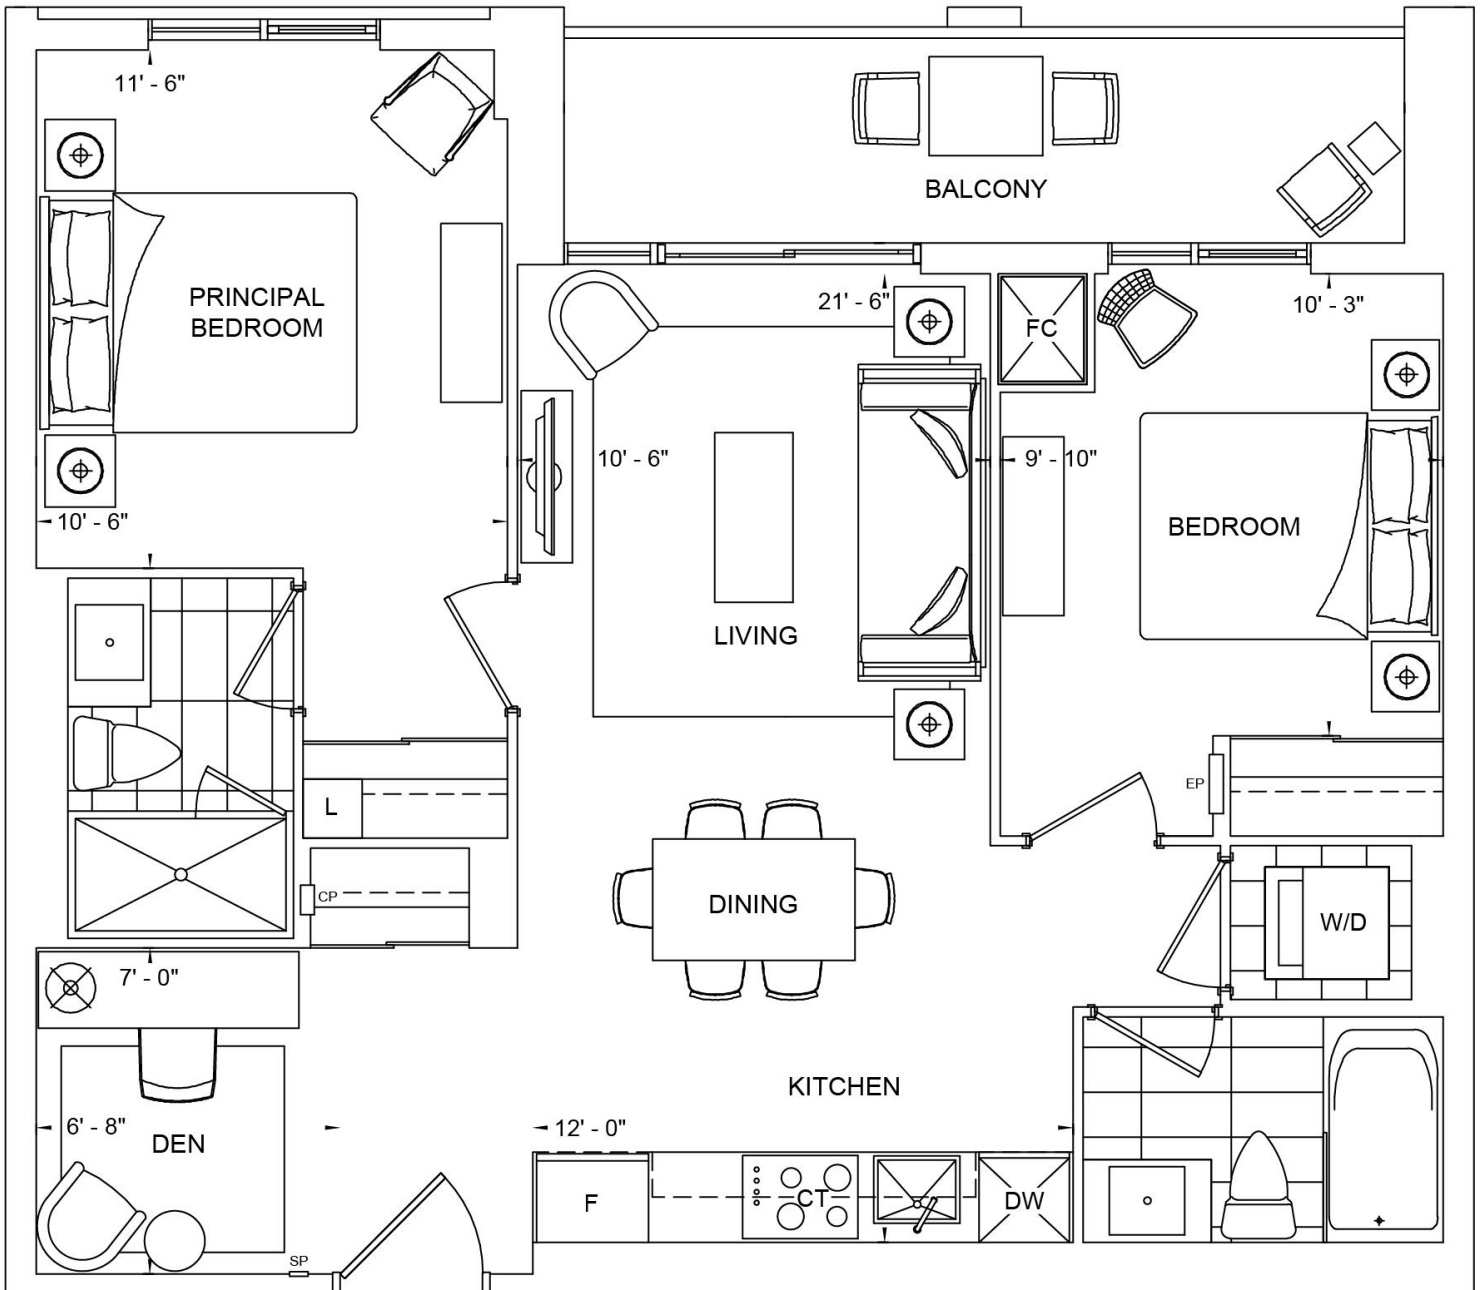 11' - 6"
BALCONY
PRINCIPAL
BEDROOM
21' - 6"
FC
10' - 3"
10' - 6"
9' - 10"
10' - 6"
BEDROOM
LIVING
EP
L
CP
DINING
W/D
7' - 0"
KITCHEN
6' - 8"
DEN
12' - 0"
F
CT
DW
SP